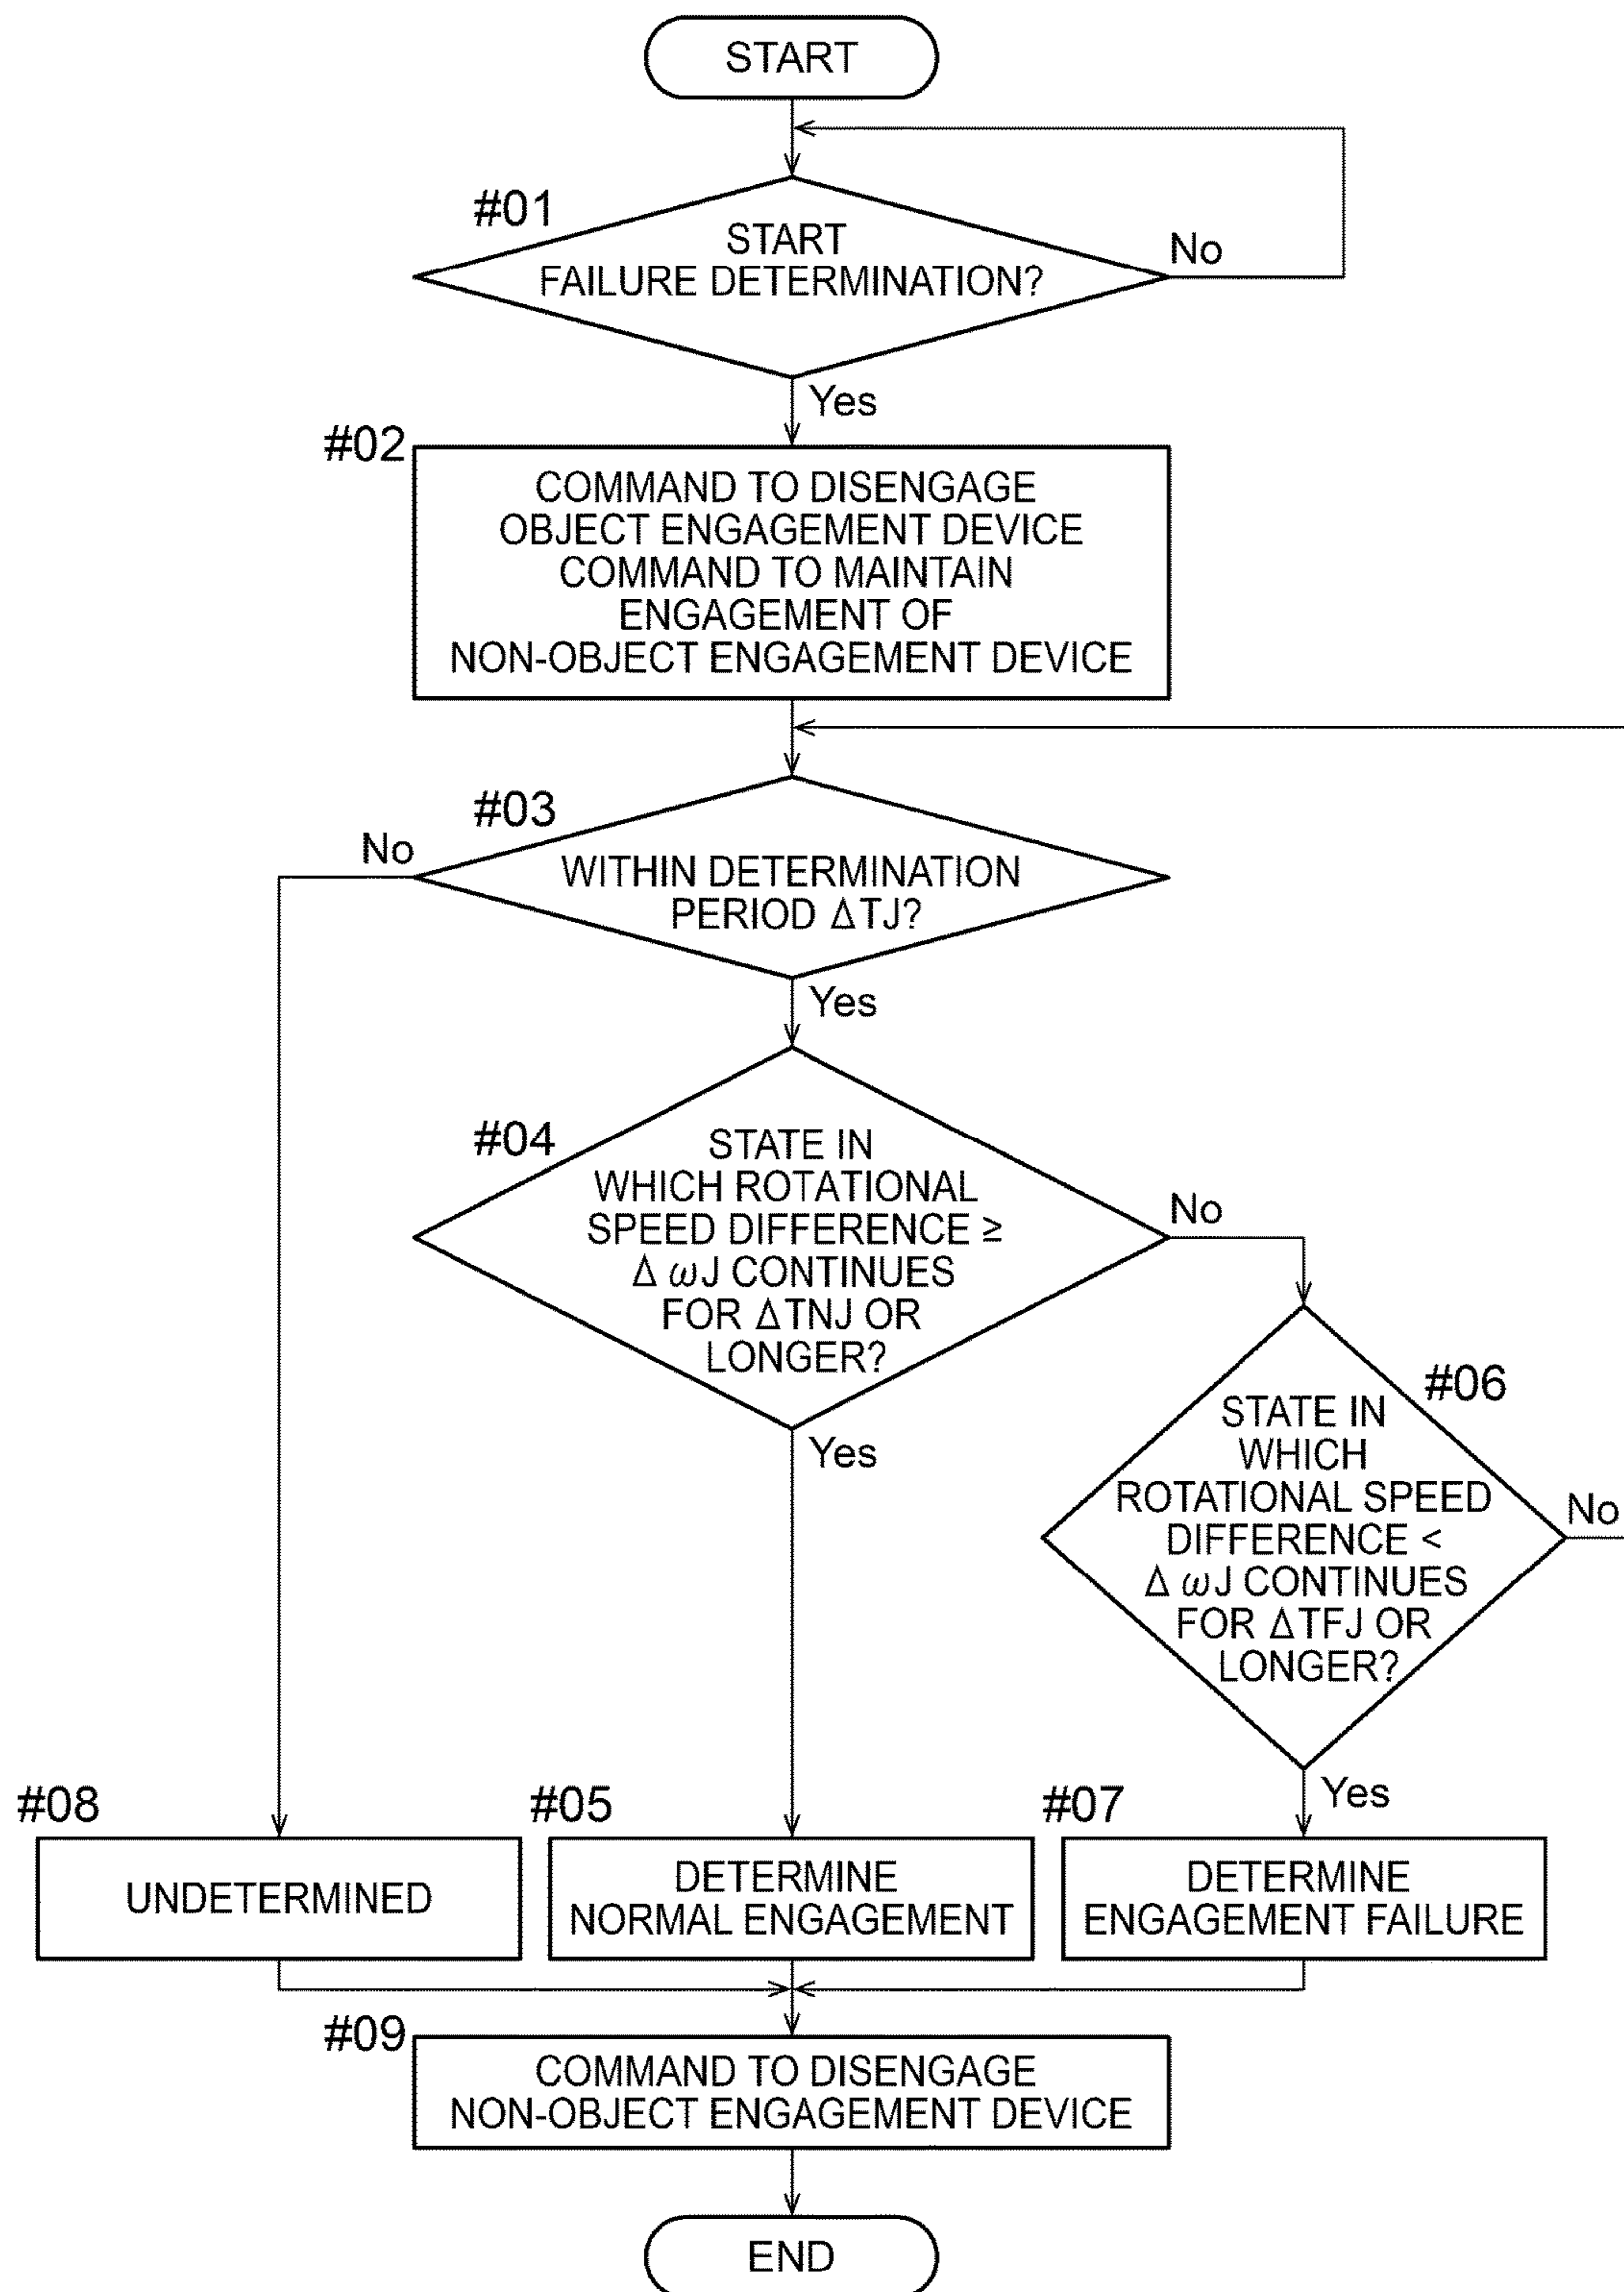 START
#01
START
FAILURE DETERMINATION?
No
Yes
#02
COMMAND TO DISENGAGE
OBJECT ENGAGEMENT DEVICE
COMMAND TO MAINTAIN
ENGAGEMENT OF
NON-OBJECT ENGAGEMENT DEVICE
#03
No
WITHIN DETERMINATION
PERIOD ΔTJ?
Yes
#04
STATE IN
WHICH ROTATIONAL
SPEED DIFFERENCE ≥
Δ ωJ CONTINUES
FOR ΔTNJ OR
LONGER?
No
Yes
#06
STATE IN
WHICH
ROTATIONAL SPEED
DIFFERENCE <
Δ ωJ CONTINUES
FOR ΔTFJ OR
LONGER?
No
Yes
#08
UNDETERMINED
#05
DETERMINE
NORMAL ENGAGEMENT
#07
DETERMINE
ENGAGEMENT FAILURE
#09
COMMAND TO DISENGAGE
NON-OBJECT ENGAGEMENT DEVICE
END